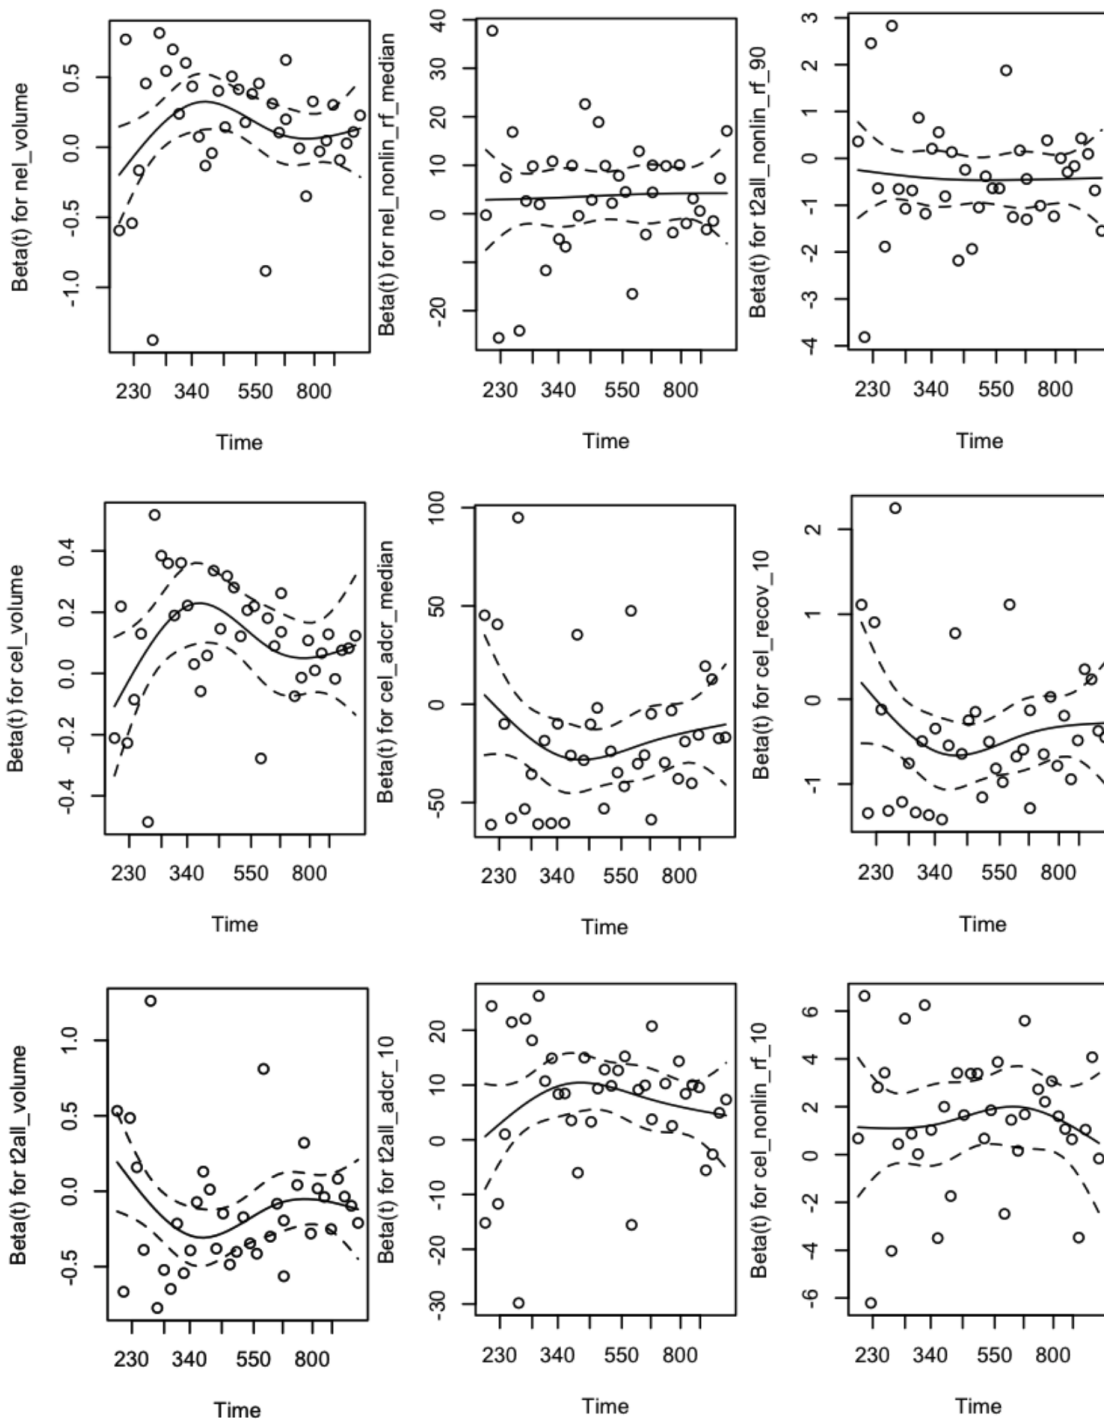 Beta(t) for nel_volume
0.5
0.0
-0.5
-1.0
230 340 550 800
Time
Beta(t) for nel_nonlin_rf_median
40
30
20
10
0
-20
230 340 550 800
Time
Beta(t) for t2all_nonlin_rf_90
3
2
1
0
-1
-2
-3
-4
230 340 550 800
Time
Beta(t) for cel_volume
0.4
0.2
0.0
-0.2
-0.4
230 340 550 800
Time
Beta(t) for cel_adcr_median
100
50
0
-50
230 340 550 800
Time
Beta(t) for cel_recov_10
2
1
0
-1
230 340 550 800
Time
Beta(t) for t2all_volume
1.0
0.5
0.0
-0.5
230 340 550 800
Time
Beta(t) for t2all_adcr_10
20
10
0
-10
-20
-30
230 340 550 800
Time
Beta(t) for cel_nonlin_rf_10
6
4
2
0
-2
-4
-6
230 340 550 800
Time